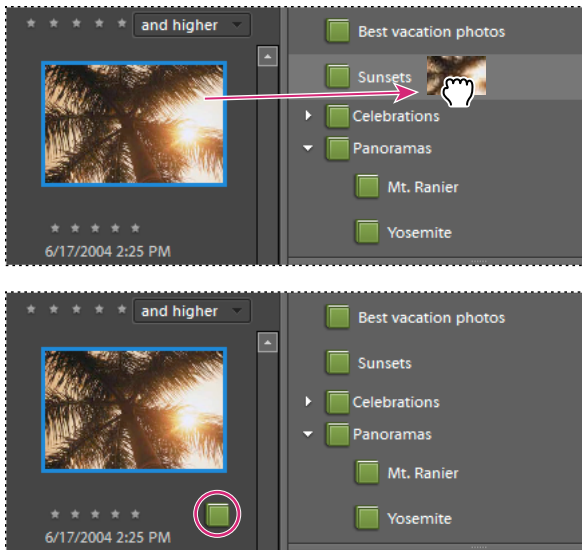 and higher
Best vacation photos
Sunsets
Celebrations
Panoramas
Mt. Ranier
Yosemite
6/17/2004 2:25 PM
and higher
Best vacation photos
Sunsets
Celebrations
Panoramas
Mt. Ranier
Yosemite
6/17/2004 2:25 PM